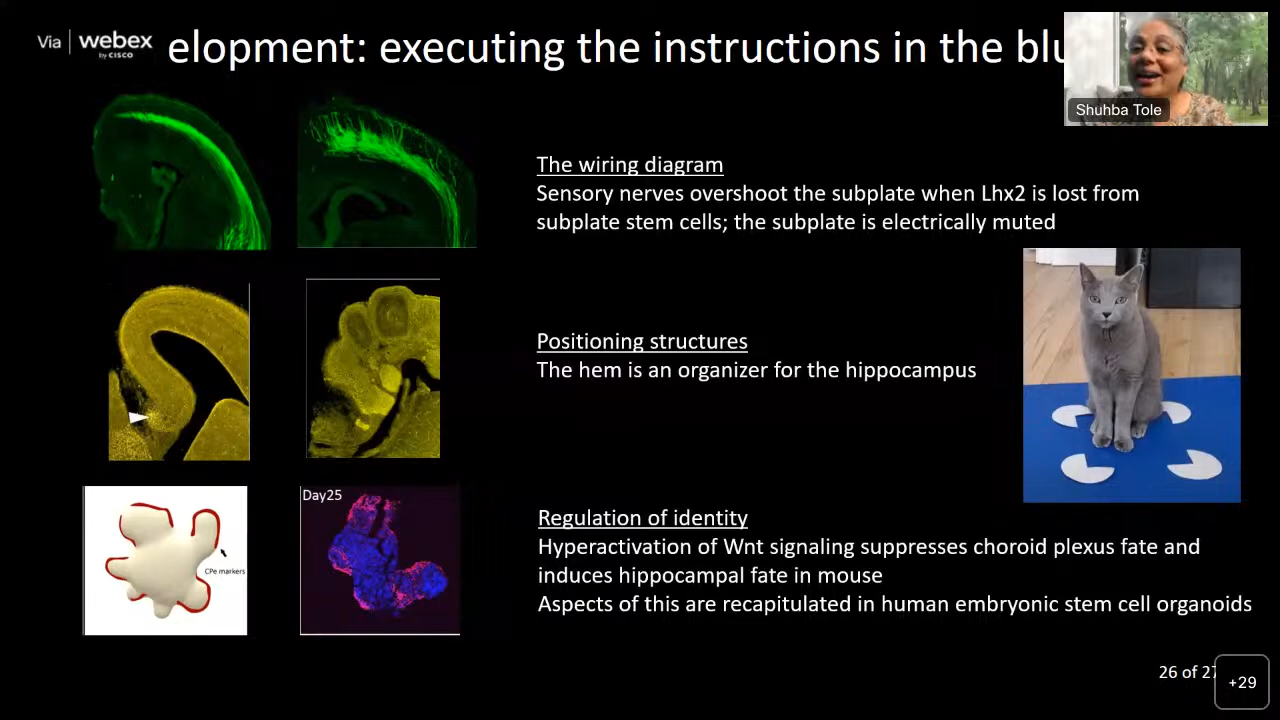 Via webex
by CISCO
elopment: executing the instructions in the blu
Shuhba Tole
The wiring diagram
Sensory nerves overshoot the subplate when Lhx2 is lost from
subplate stem cells; the subplate is electrically muted
Positioning structures
The hem is an organizer for the hippocampus
Day25
CPe markers
Regulation of identity
Hyperactivation of Wnt signaling suppresses choroid plexus fate and
induces hippocampal fate in mouse
Aspects of this are recapitulated in human embryonic stem cell organoids
26 of 27
+29